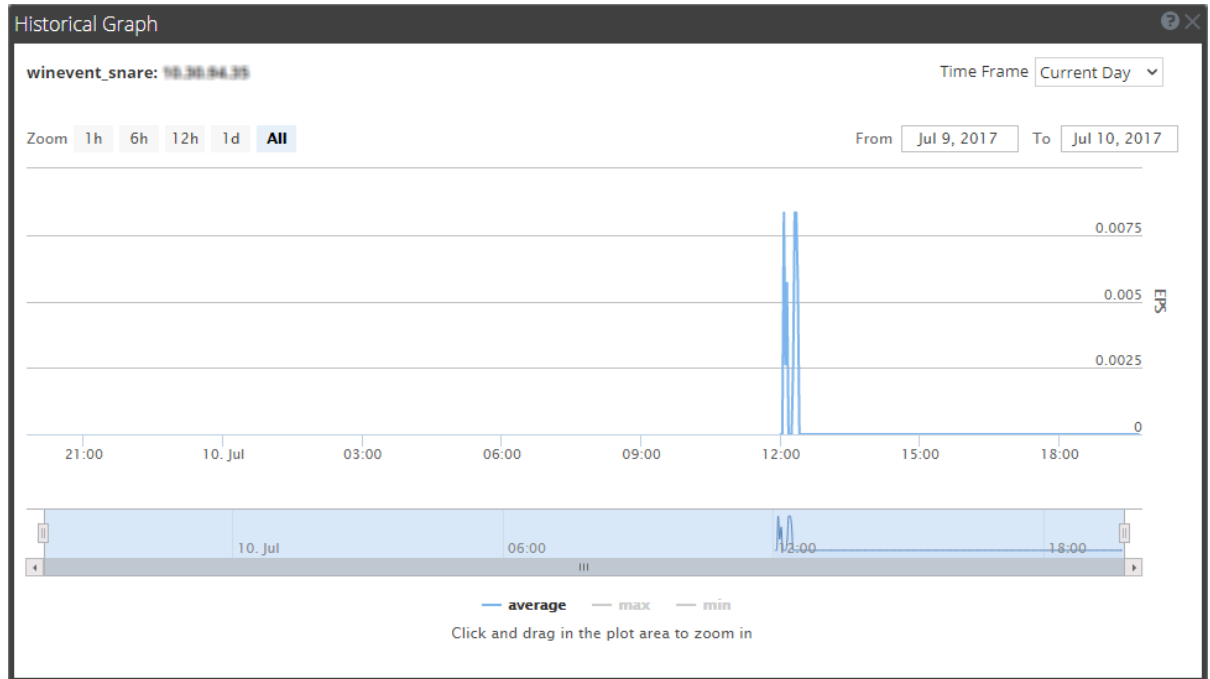 Historical Graph
winevent_snare:
Time Frame Current Day
Zoom 1h 6h 12h 1d All
From Jul 9, 2017 To Jul 10, 2017
0.0075
0.005
EPS
0.0025
0
21:00 10. Jul 03:00 06:00 09:00 12:00 15:00 18:00
10. Jul 06:00 12:00 18:00
average max min
Click and drag in the plot area to zoom in